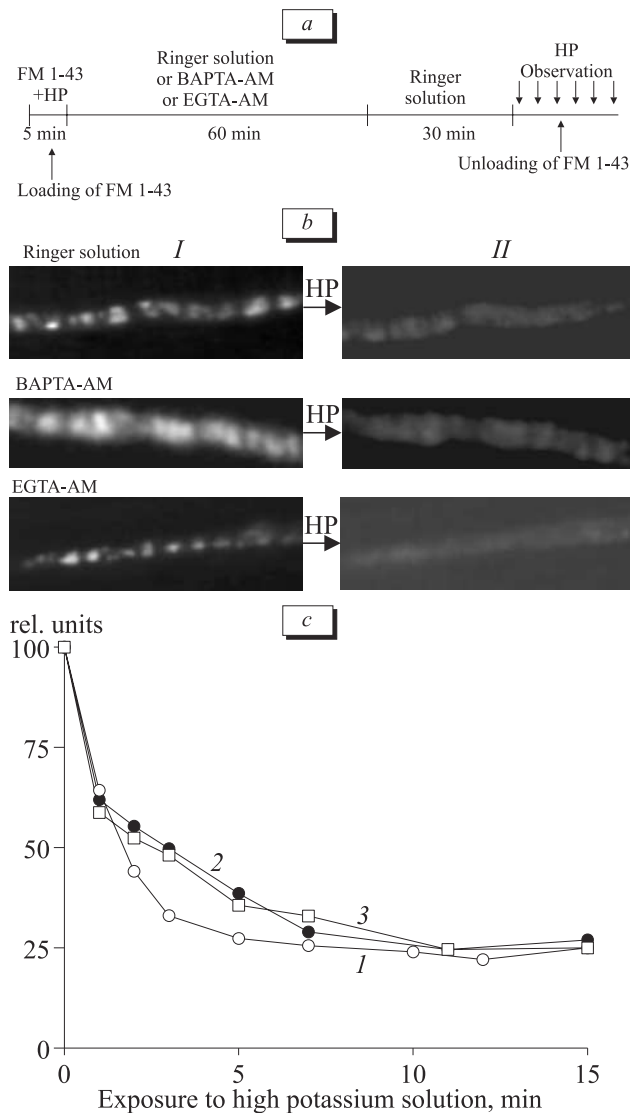 a
FM 1-43
+HP
Ringer solution
or BAPTA-AM
or EGTA-AM
Ringer
solution
HP
Observation
5 min
60 min
30 min
Loading of FM 1-43
Unloading of FM 1-43
b
Ringer solution
I
II
HP
BAPTA-AM
HP
EGTA-AM
HP
c
rel. units
100
75
50
25
0
2
3
1
0
5
10
15
Exposure to high potassium solution, min